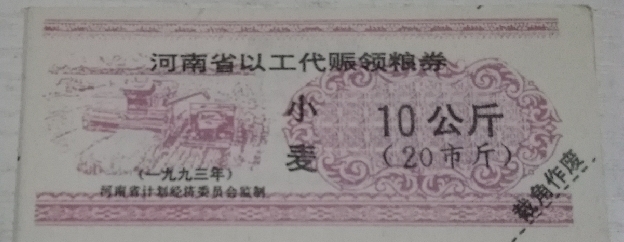 河南省以工代赈领粮券
小麦
10公斤
(20市斤)
(一九九三年)
河南省计划经济委员会监制
裁角作废